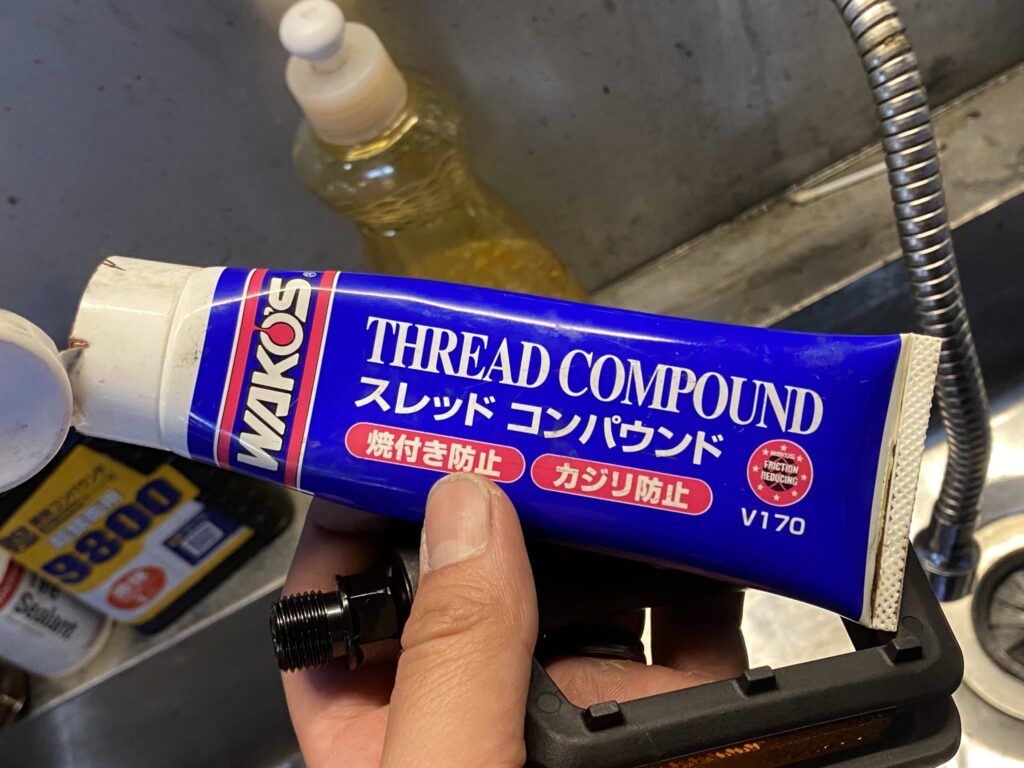 WAKO'S®
THREAD COMPOUND
スレッド コンパウンド
焼付き防止
カジリ防止
WAKO'S
FRICTION
REDUCING
V170
9800
Sealant